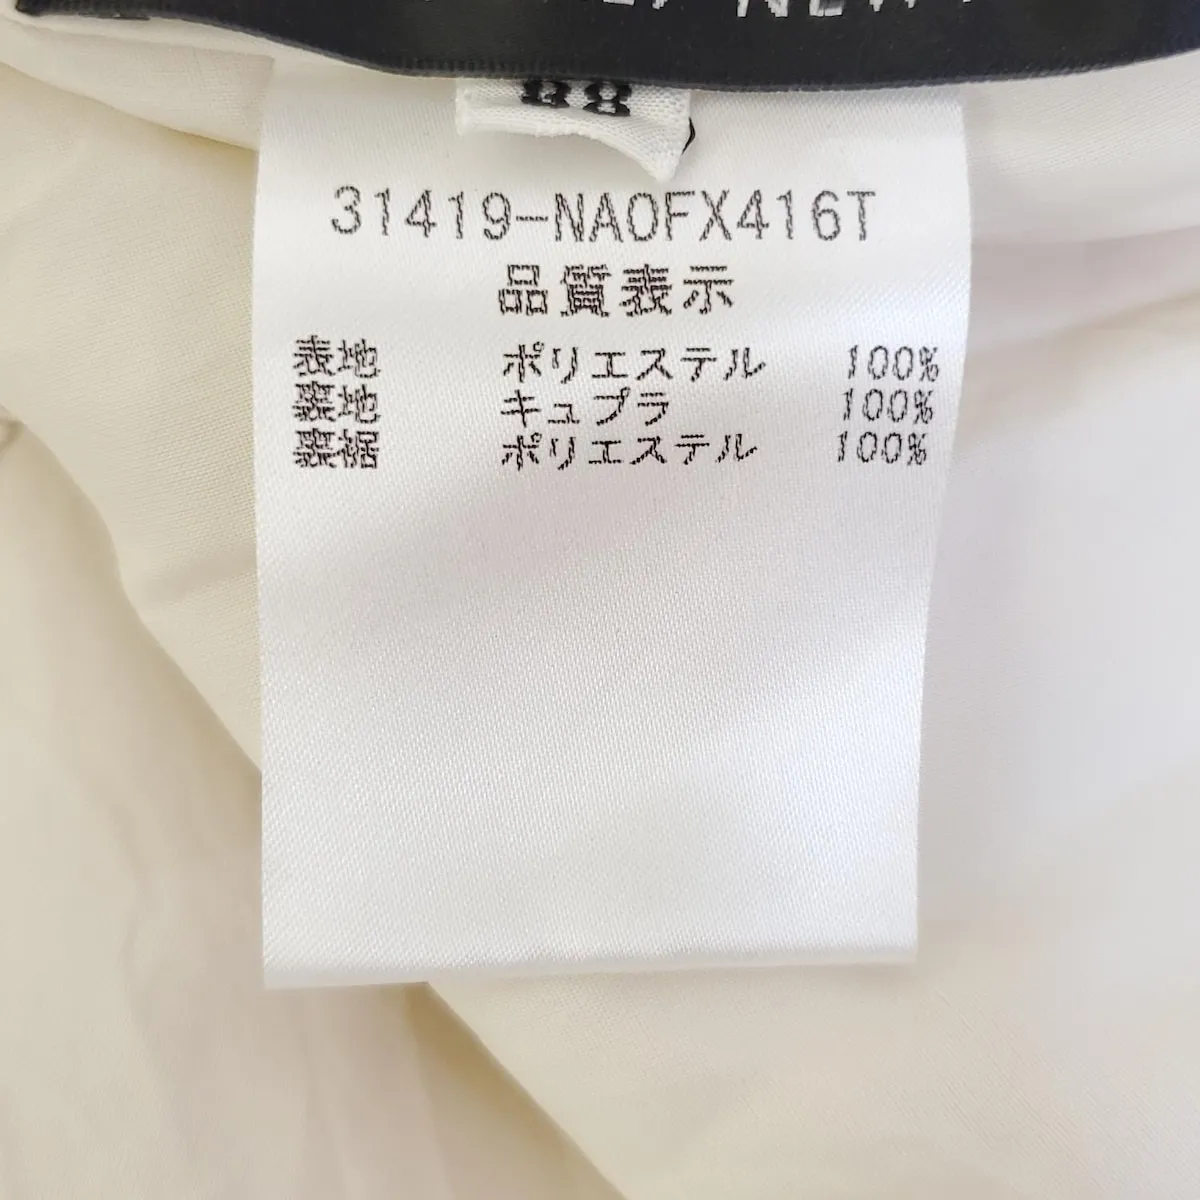 31419-NAOFX416T
品質表示
表地 ポリエステル 100%
裏地 キュプラ 100%
裏裾 ポリエステル 100%